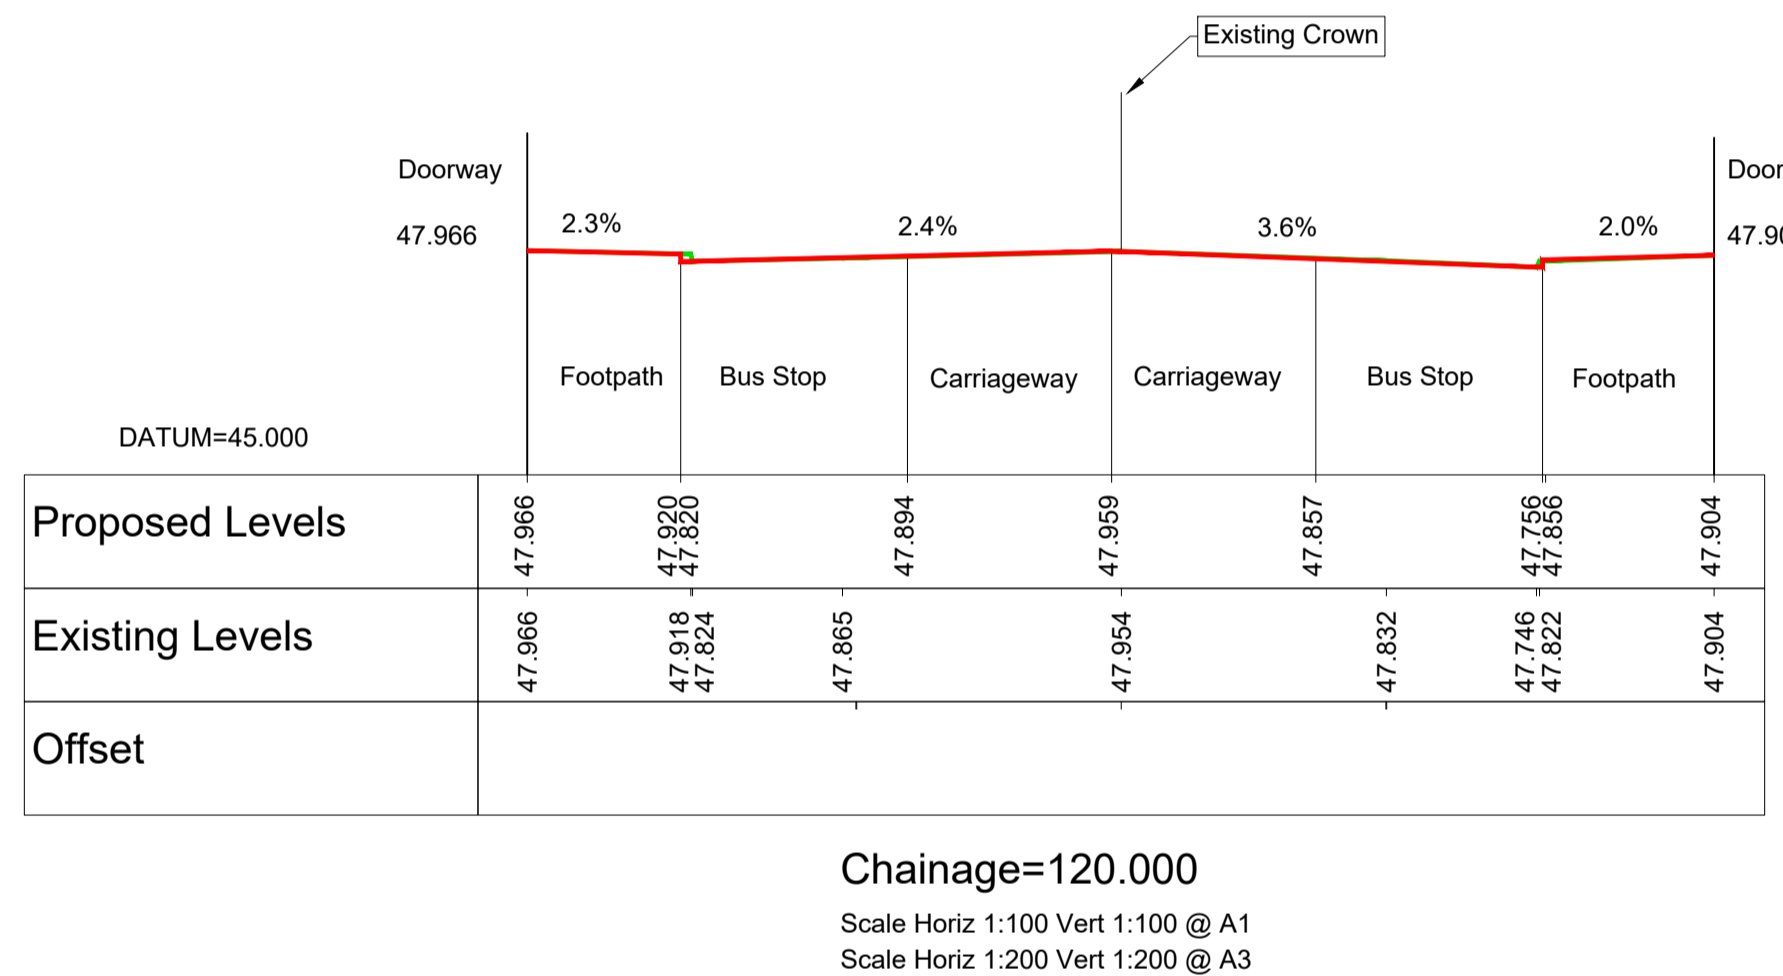 Existing Crown
Doorway
Door
2.3%
2.4%
3.6%
2.0%
47.966
47.90
Footpath
Bus Stop
Carriageway
Carriageway
Bus Stop
Footpath
DATUM=45.000
Proposed Levels
47.966
47.920
47.820
47.894
47.959
47.857
47.756
47.856
47.904
Existing Levels
47.966
47.918
47.824
47.865
47.954
47.832
47.746
47.822
47.904
Offset
Chainage=120.000
Scale Horiz 1:100 Vert 1:100 @ A1
Scale Horiz 1:200 Vert 1:200 @ A3